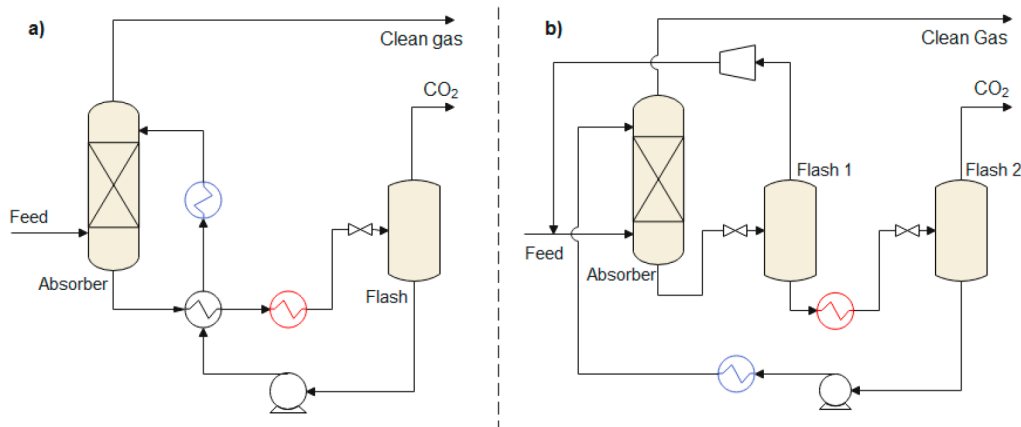 a)
Clean gas
CO₂
Feed
Absorber
Flash
b)
Clean Gas
CO₂
Flash 1
Flash 2
Feed
Absorber